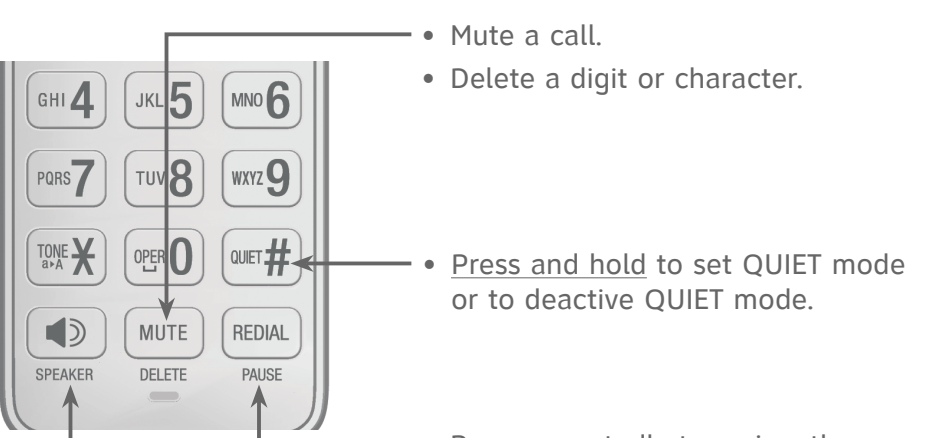 • Mute a call.
• Delete a digit or character.
GHI 4 JKL 5 MNO 6
PQRS 7 TUV 8 WXYZ 9
TONE a▸A * OPER 0 QUIET #
• Press and hold to set QUIET mode
or to deactive QUIET mode.
MUTE REDIAL
SPEAKER DELETE PAUSE